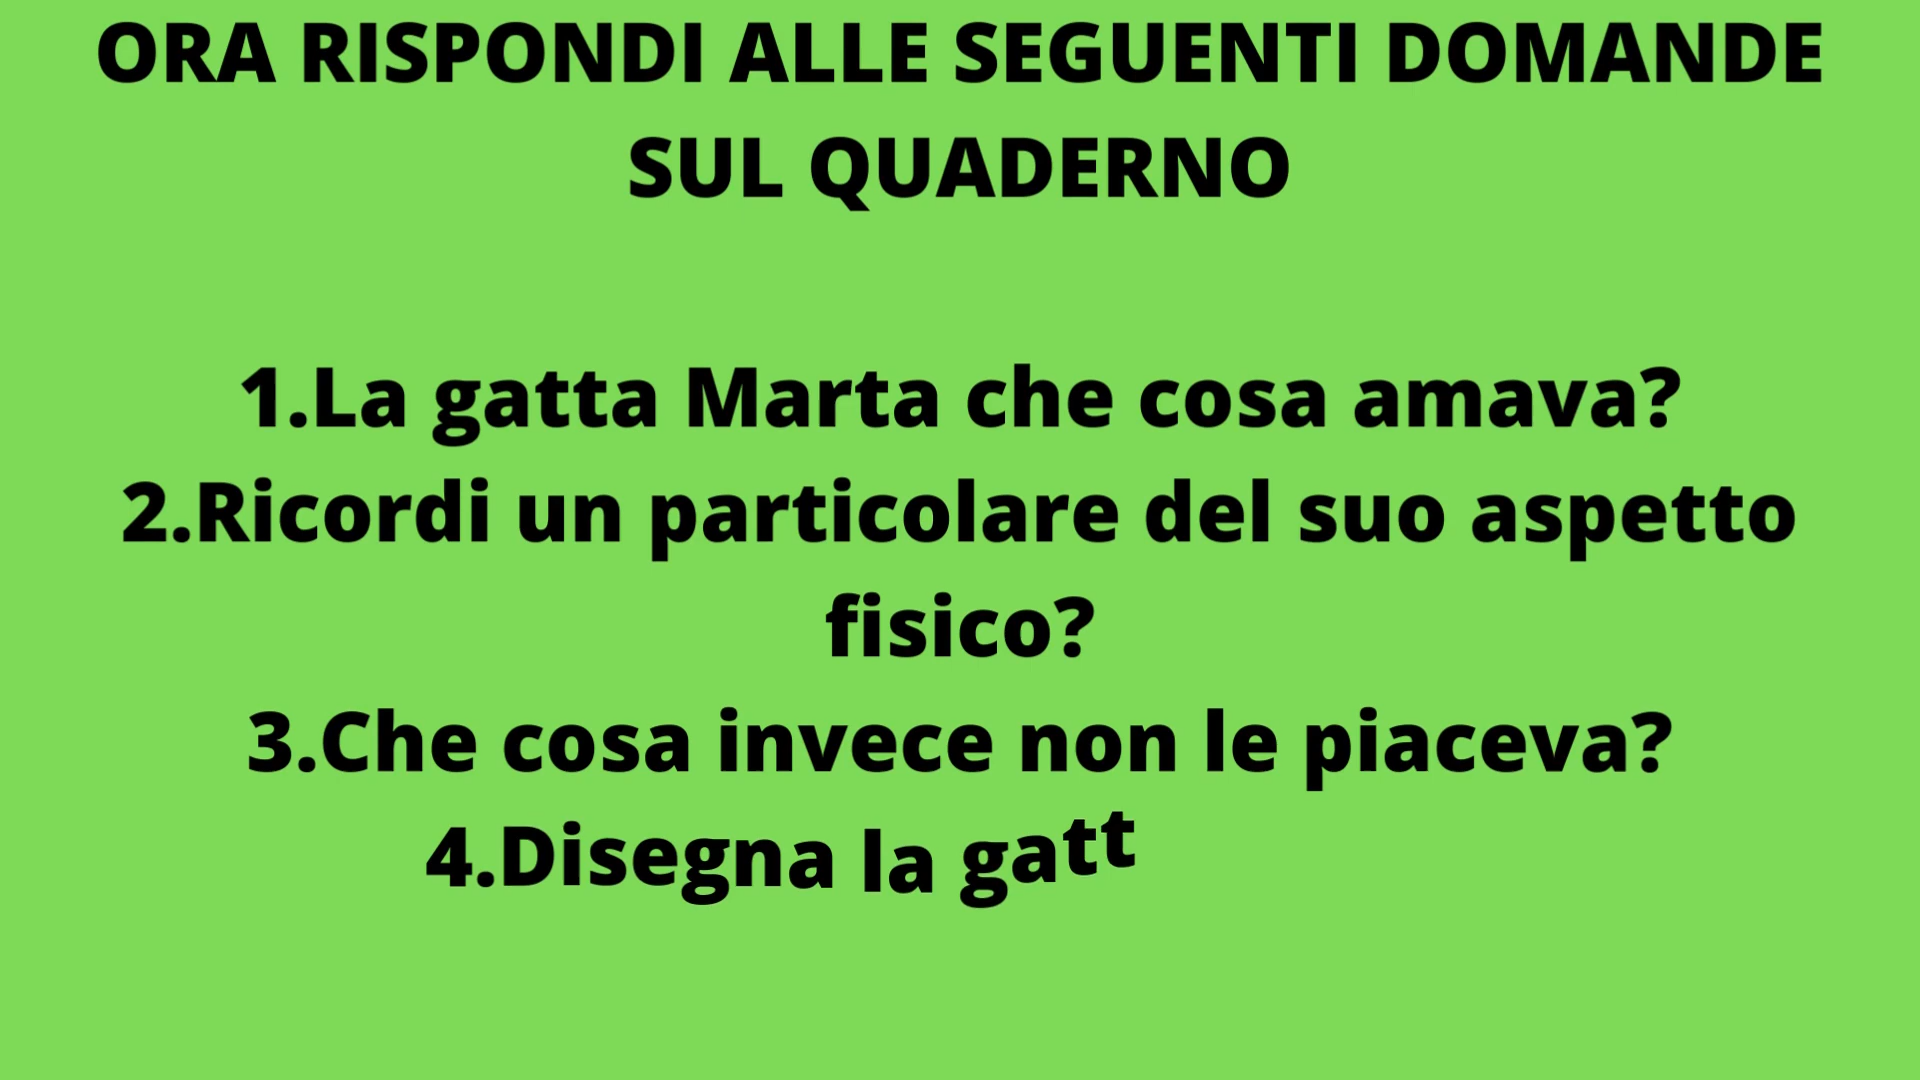 ORA RISPONDI ALLE SEGUENTI DOMANDE
SUL QUADERNO
1.La gatta Marta che cosa amava?
2.Ricordi un particolare del suo aspetto
fisico?
3.Che cosa invece non le piaceva?
4.Disegna la gatt